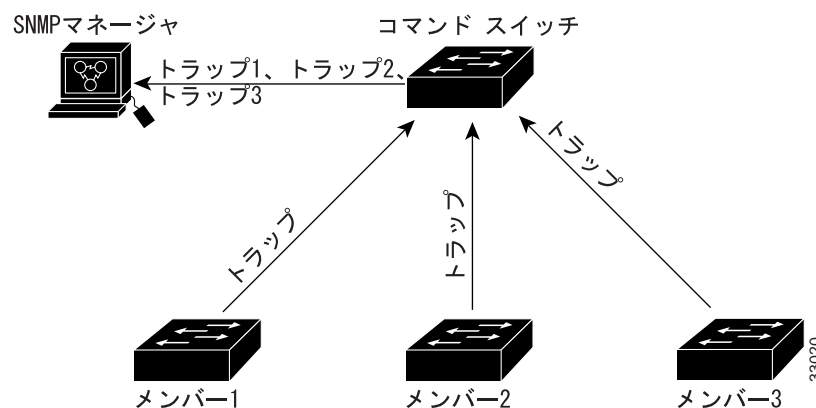 SNMPマネージャ
コマンド スイッチ
トラップ1、トラップ2、
トラップ3
トラップ
トラップ
トラップ
メンバー1
メンバー2
メンバー3
33020